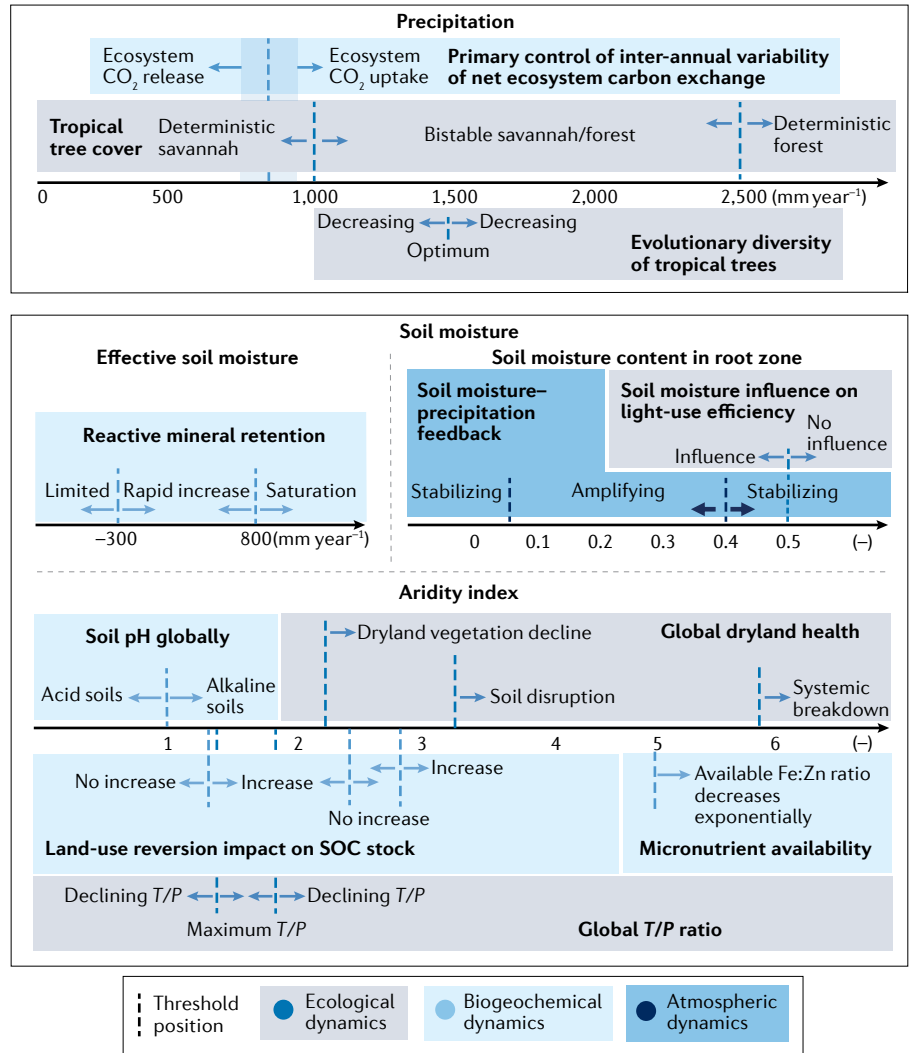 Precipitation
Ecosystem
CO2 release
Ecosystem
CO2 uptake
Primary control of inter-annual variability
of net ecosystem carbon exchange
Tropical
tree cover
Deterministic
savannah
Bistable savannah/forest
Deterministic
forest
0 500 1,000 1,500 2,000 2,500 (mm year−1)
Decreasing Decreasing
Optimum
Evolutionary diversity
of tropical trees
Soil moisture
Effective soil moisture
Reactive mineral retention
Limited Rapid increase Saturation
−300 800 (mm year−1)
Soil moisture content in root zone
Soil moisture–
precipitation
feedback
Soil moisture influence on
light-use efficiency
Influence
No
influence
Stabilizing Amplifying Stabilizing
0 0.1 0.2 0.3 0.4 0.5 (–)
Aridity index
Soil pH globally
Acid soils
Alkaline
soils
Dryland vegetation decline
Global dryland health
Soil disruption
Systemic
breakdown
1 2 3 4 5 6 (–)
No increase Increase
No increase
Increase
Land-use reversion impact on SOC stock
Available Fe:Zn ratio
decreases
exponentially
Micronutrient availability
Declining T/P Declining T/P
Maximum T/P
Global T/P ratio
Threshold
position
Ecological
dynamics
Biogeochemical
dynamics
Atmospheric
dynamics